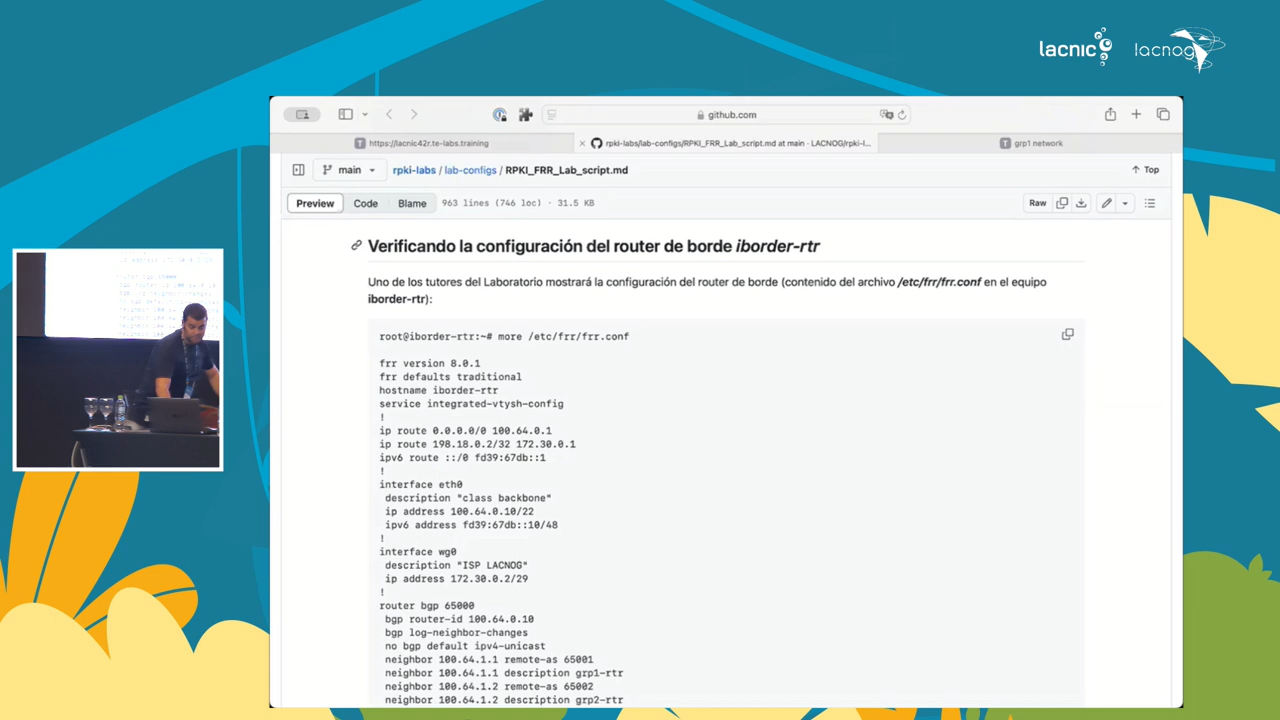 lacnic
lacnog
github.com
https://lacnic42r.te-labs.training
rpki-labs/lab-configs/RPKI_FRR_Lab_script.md at main · LACNOG/rpki-l...
grp1 network
main
rpki-labs / lab-configs / RPKI_FRR_Lab_script.md
Top
Preview
Code
Blame
963 lines (746 loc) · 31.5 KB
Raw
Verificando la configuración del router de borde iborder-rtr
Uno de los tutores del Laboratorio mostrará la configuración del router de borde (contenido del archivo /etc/frr/frr.conf en el equipo
iborder-rtr):
root@iborder-rtr:~# more /etc/frr/frr.conf
frr version 8.0.1
frr defaults traditional
hostname iborder-rtr
service integrated-vtysh-config
!
ip route 0.0.0.0/0 100.64.0.1
ip route 198.18.0.2/32 172.30.0.1
ipv6 route ::/0 fd39:67db::1
!
interface eth0
description "class backbone"
ip address 100.64.0.10/22
ipv6 address fd39:67db::10/48
!
interface wg0
description "ISP LACNOG"
ip address 172.30.0.2/29
!
router bgp 65000
bgp router-id 100.64.0.10
bgp log-neighbor-changes
no bgp default ipv4-unicast
neighbor 100.64.1.1 remote-as 65001
neighbor 100.64.1.1 description grp1-rtr
neighbor 100.64.1.2 remote-as 65002
neighbor 100.64.1.2 description grp2-rtr